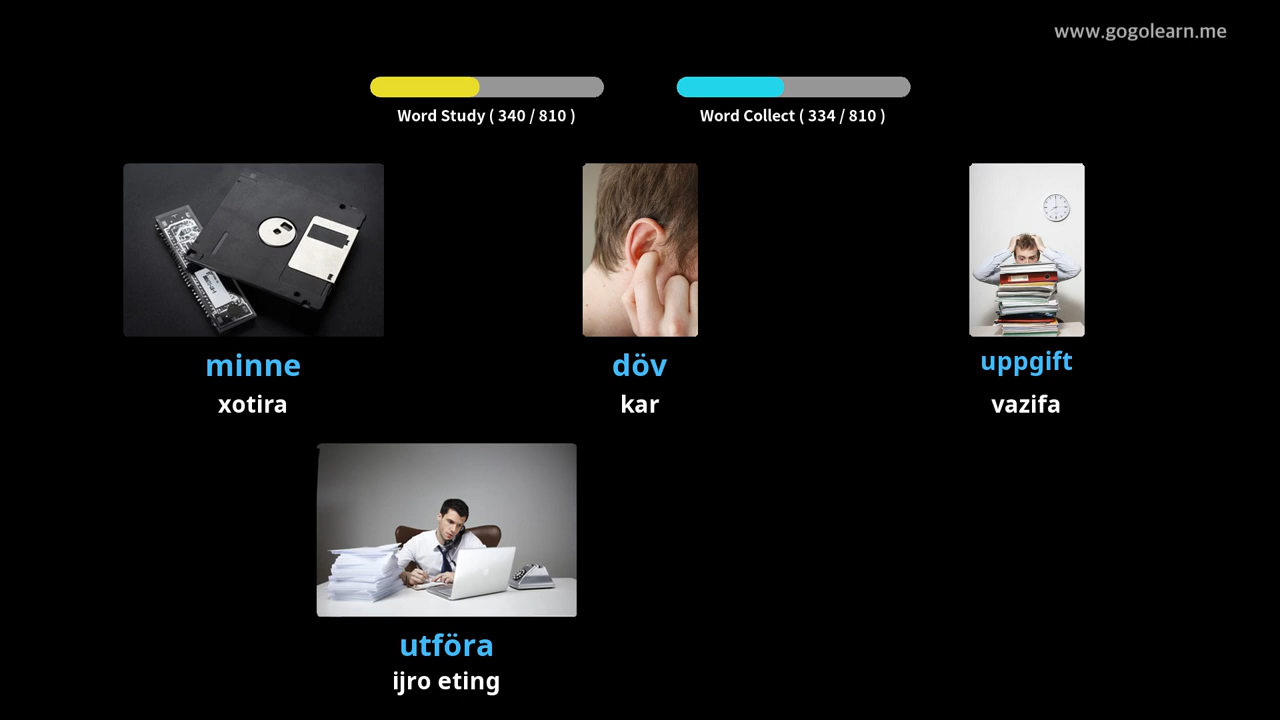 www.gogolearn.me
Word Study ( 340 / 810 )
Word Collect ( 334 / 810 )
minne
xotira
döv
kar
uppgift
vazifa
utföra
ijro eting